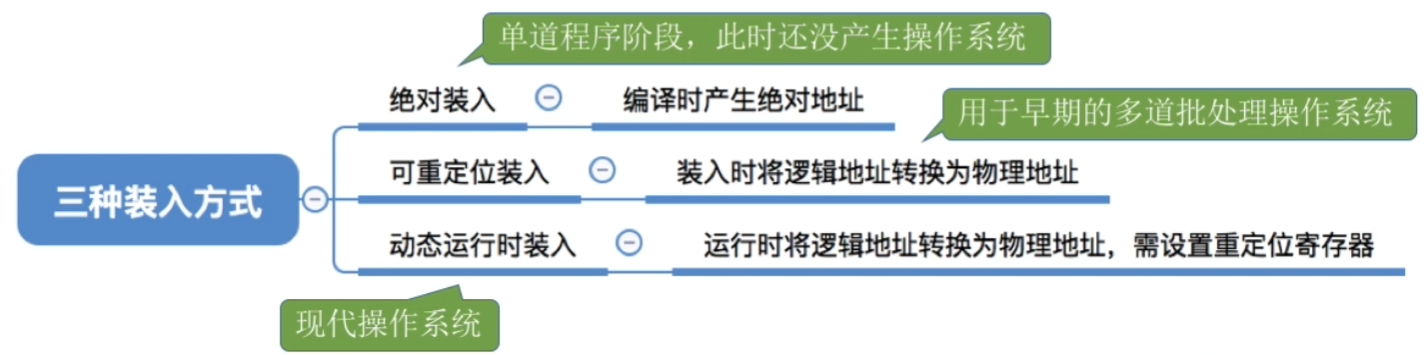 单道程序阶段，此时还没产生操作系统
绝对装入
编译时产生绝对地址
用于早期的多道批处理操作系统
三种装入方式
可重定位装入
装入时将逻辑地址转换为物理地址
动态运行时装入
运行时将逻辑地址转换为物理地址，需设置重定位寄存器
现代操作系统